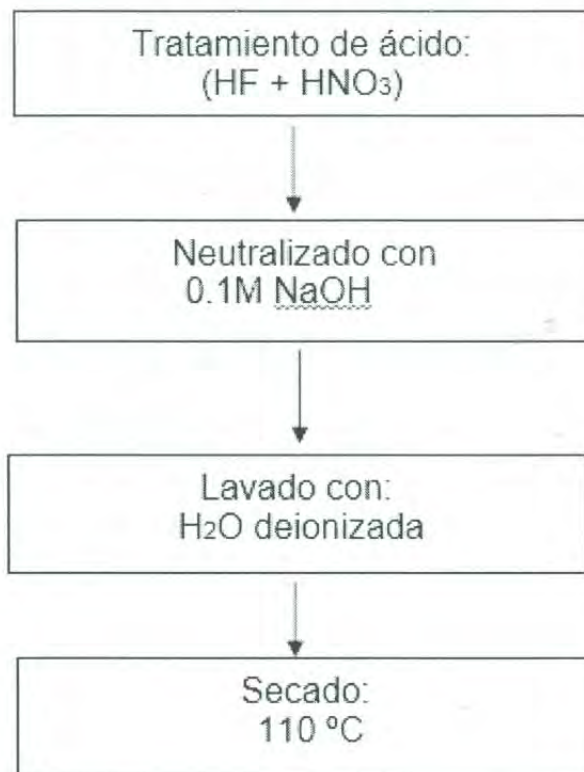 Tratamiento de ácido:
(HF + HNO₃)
Neutralizado con
0.1M NaOH
Lavado con:
H₂O deionizada
Secado:
110 ºC